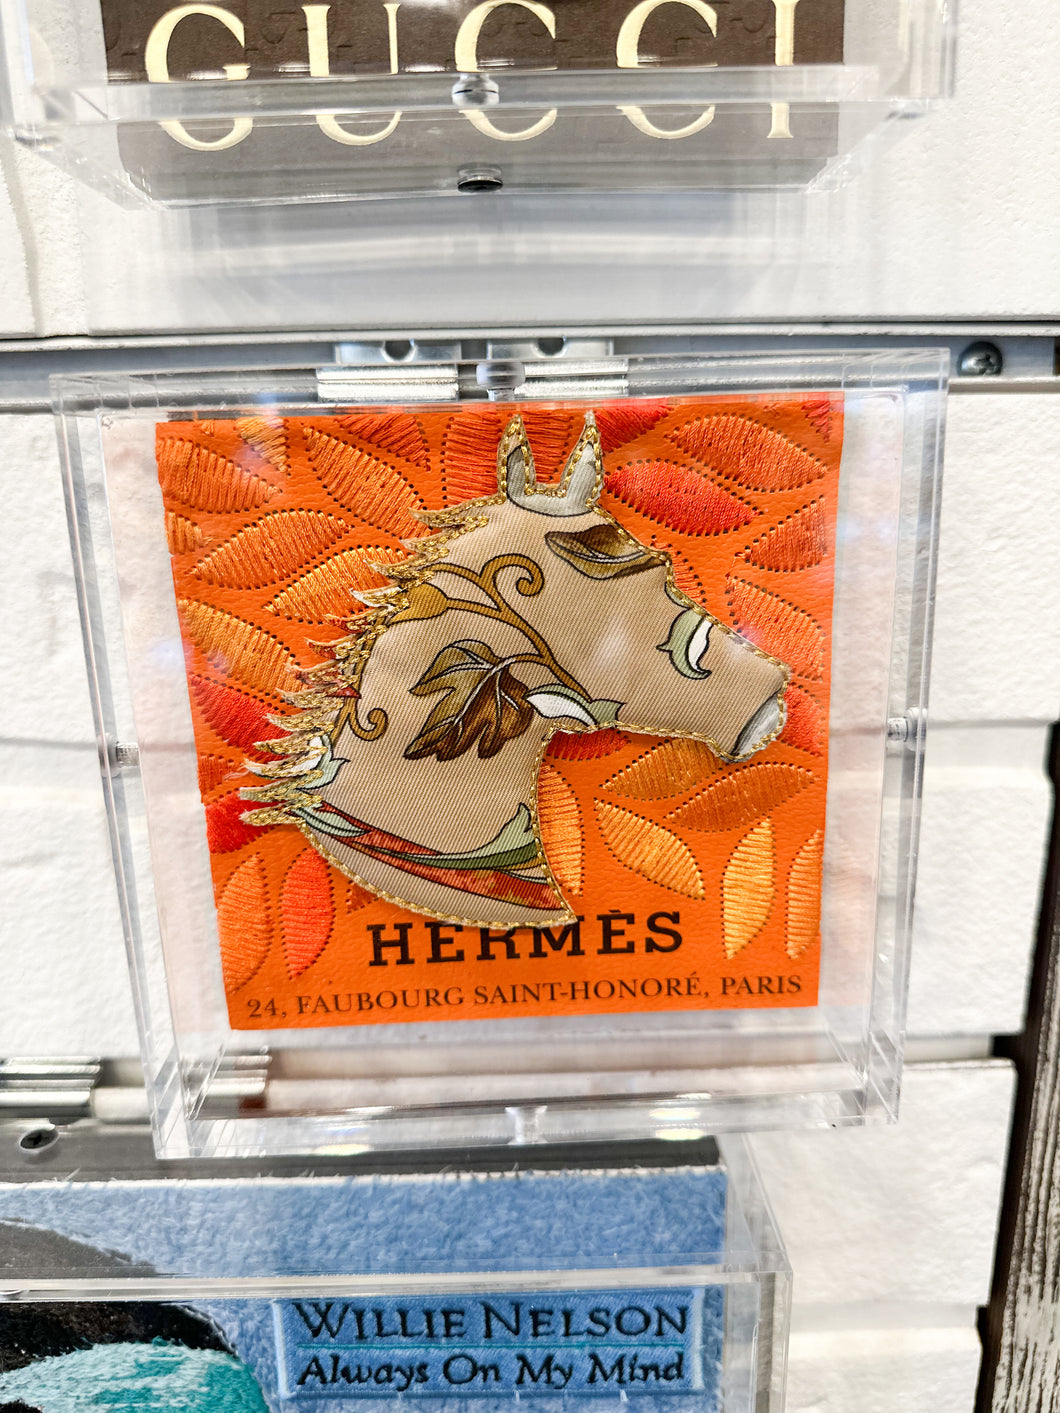 GUCCI
HERMÈS
24, FAUBOURG SAINT-HONORÉ, PARIS
WILLIE NELSON
Always On My Mind